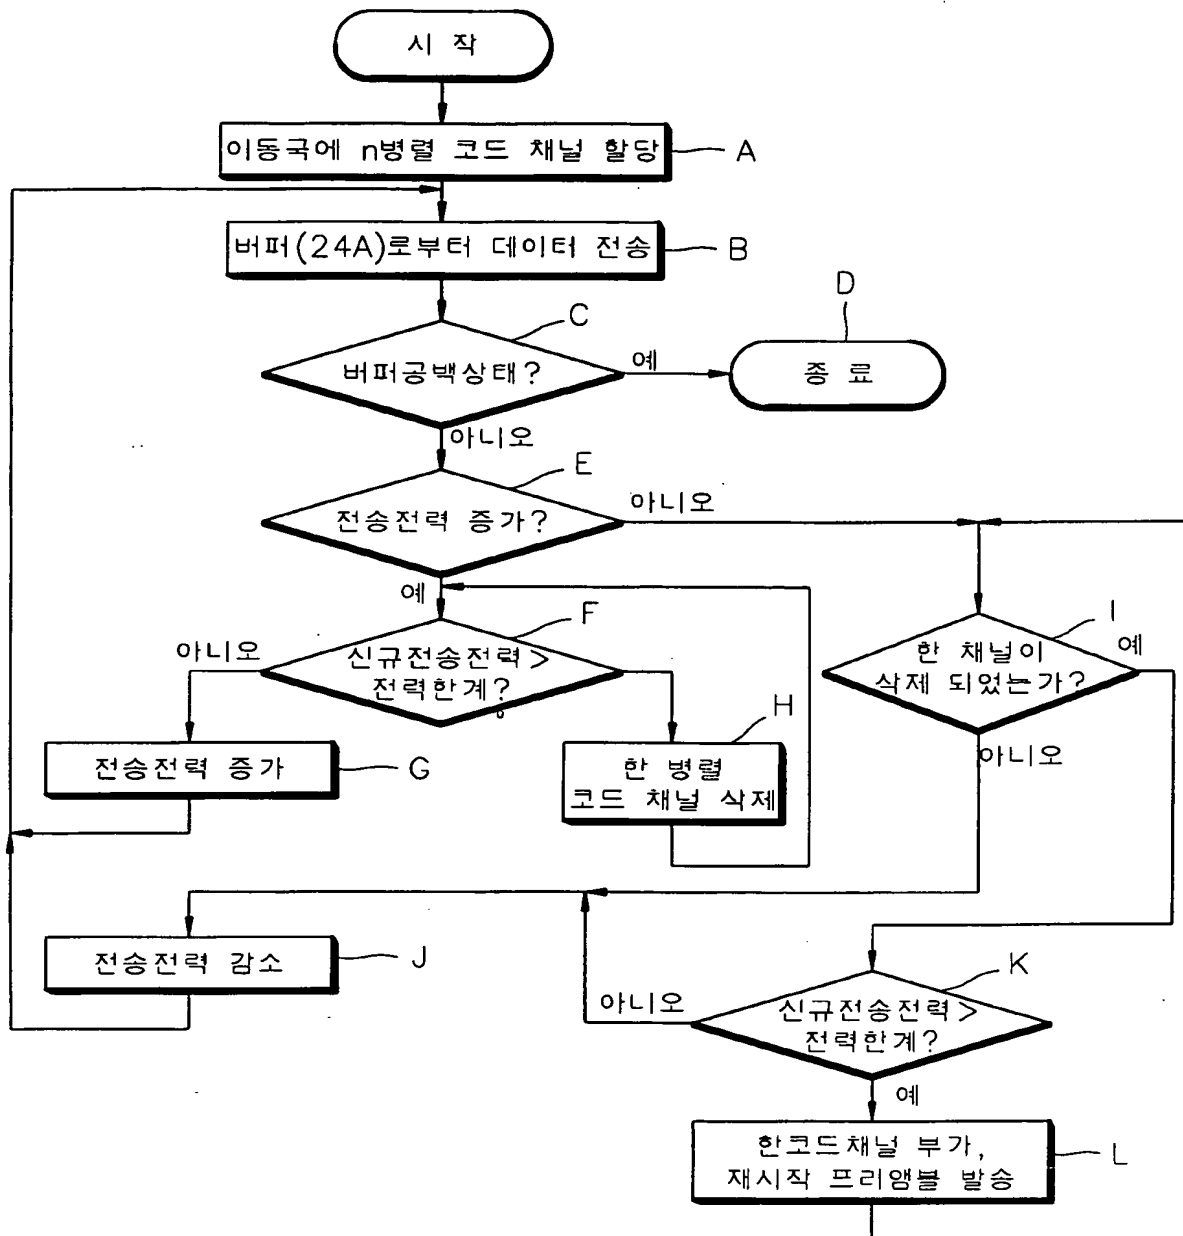 시 작
이동국에 n병렬 코드 채널 할당
A
버퍼(24A)로부터 데이터 전송
B
C
D
버퍼공백상태?
예
종 료
아니오
E
전송전력 증가?
아니오
예
F
I
아니오
신규전송전력>
전력한계?
한 채널이
삭제 되었는가?
예
H
전송전력 증가
G
한 병렬
코드 채널 삭제
아니오
전송전력 감소
J
K
아니오
신규전송전력>
전력한계?
예
한코드채널 부가,
재시작 프리앰블 발송
L